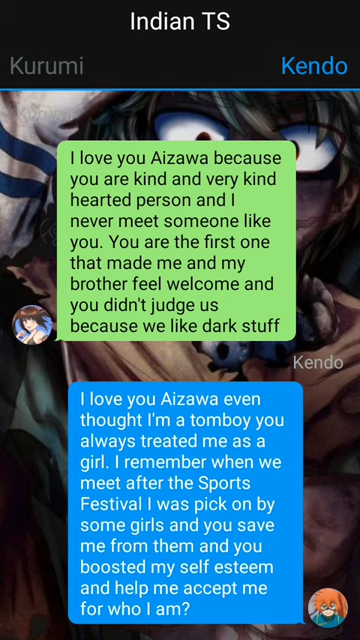 Indian TS
Kurumi
Kendo
Kurumi
I love you Aizawa because
you are kind and very kind
hearted person and I
never meet someone like
you. You are the first one
that made me and my
brother feel welcome and
you didn't judge us
because we like dark stuff
Kendo
I love you Aizawa even
thought I'm a tomboy you
always treated me as a
girl. I remember when we
meet after the Sports
Festival I was pick on by
some girls and you save
me from them and you
boosted my self esteem
and help me accept me
for who I am?